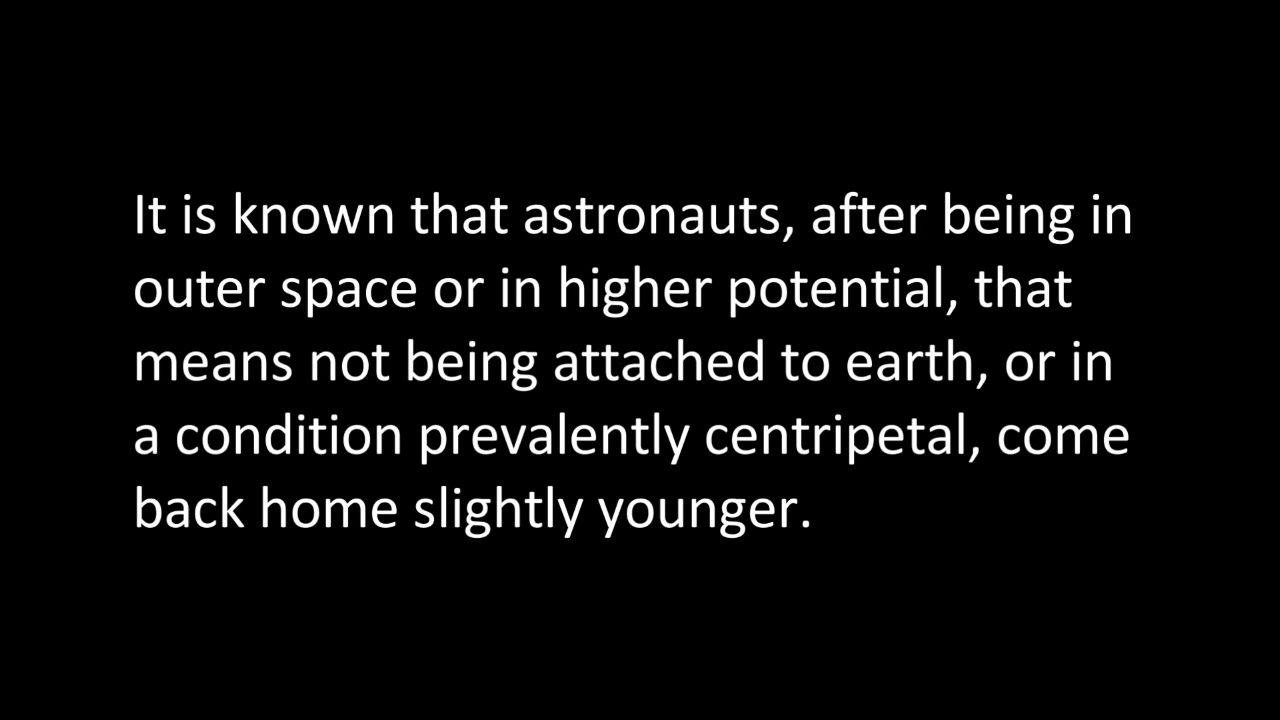 It is known that astronauts, after being in
outer space or in higher potential, that
means not being attached to earth, or in
a condition prevalently centripetal, come
back home slightly younger.